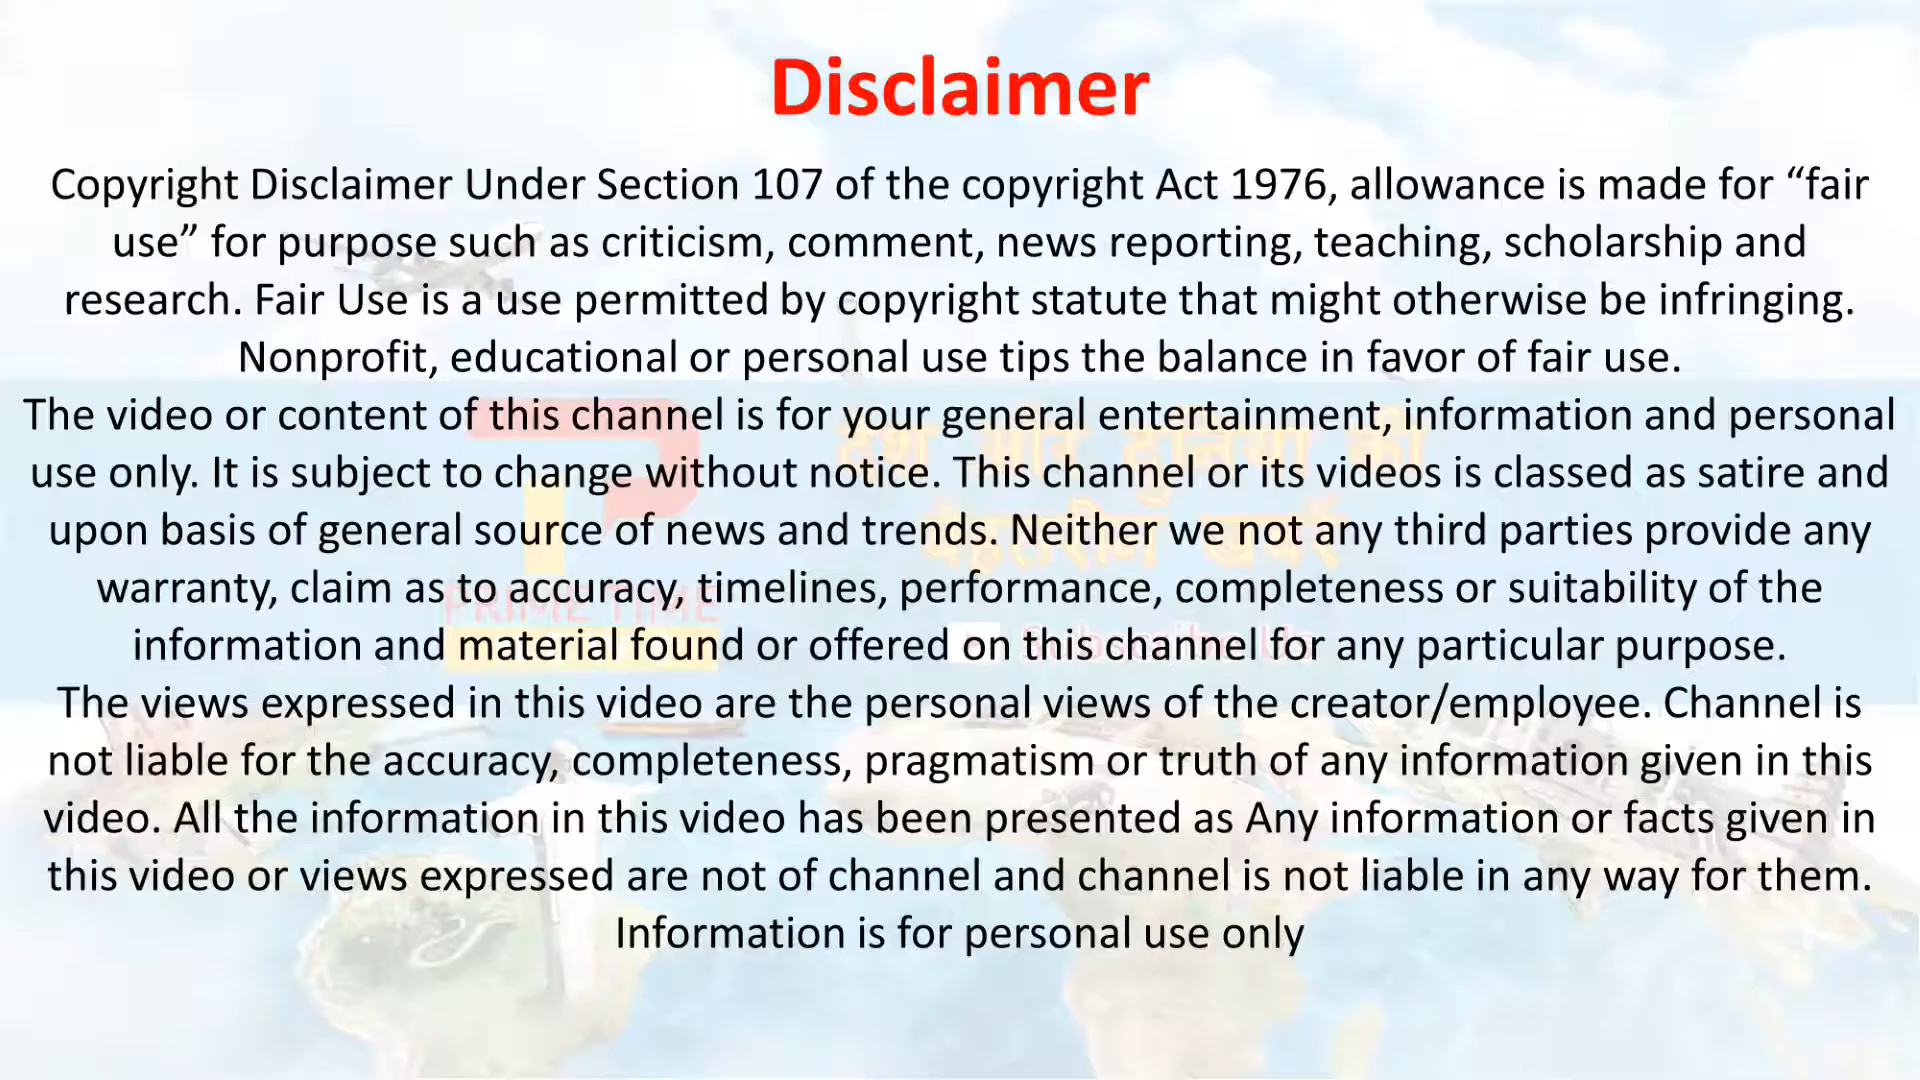 Disclaimer
Copyright Disclaimer Under Section 107 of the copyright Act 1976, allowance is made for “fair
use” for purpose such as criticism, comment, news reporting, teaching, scholarship and
research. Fair Use is a use permitted by copyright statute that might otherwise be infringing.
Nonprofit, educational or personal use tips the balance in favor of fair use.
The video or content of this channel is for your general entertainment, information and personal
use only. It is subject to change without notice. This channel or its videos is classed as satire and
upon basis of general source of news and trends. Neither we not any third parties provide any
warranty, claim as to accuracy, timelines, performance, completeness or suitability of the
information and material found or offered on this channel for any particular purpose.
The views expressed in this video are the personal views of the creator/employee. Channel is
not liable for the accuracy, completeness, pragmatism or truth of any information given in this
video. All the information in this video has been presented as Any information or facts given in
this video or views expressed are not of channel and channel is not liable in any way for them.
Information is for personal use only
देश और दुनिया की
बेहतरीन खबरें
PRIME TIME
Subscribe Us